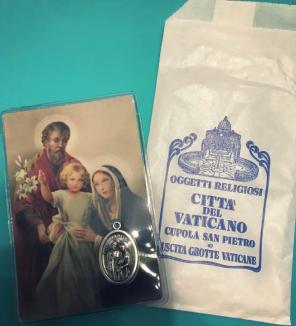 OGGETTI RELIGIOSI
CITTÀ
DEL
VATICANO
CUPOLA SAN PIETRO
USCITA GROTTE VATICANE